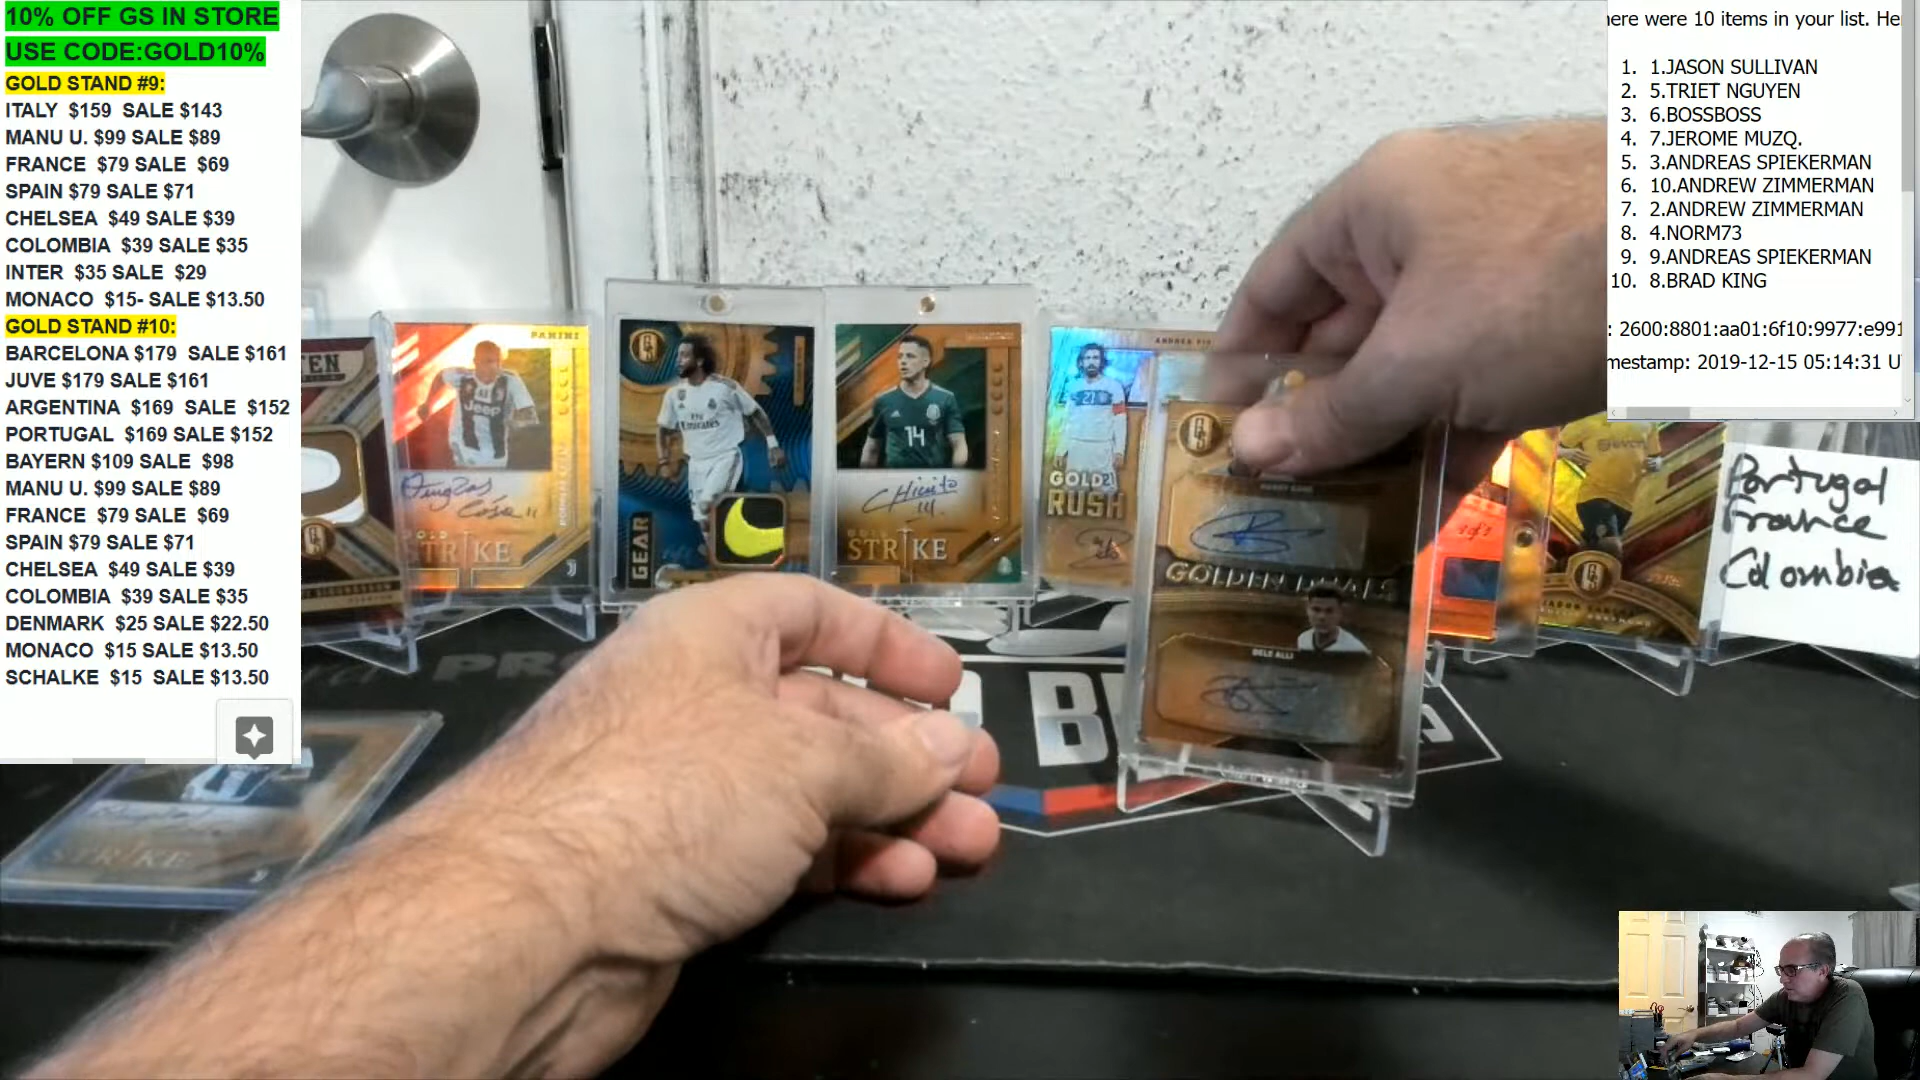 10% OFF GS IN STORE
USE CODE:GOLD10%
GOLD STAND #9:
ITALY $159 SALE $143
MANU U. $99 SALE $89
FRANCE $79 SALE $69
SPAIN $79 SALE $71
CHELSEA $49 SALE $39
COLOMBIA $39 SALE $35
INTER $35 SALE $29
MONACO $15- SALE $13.50
GOLD STAND #10:
BARCELONA $179 SALE $161
JUVE $179 SALE $161
ARGENTINA $169 SALE $152
PORTUGAL $169 SALE $152
BAYERN $109 SALE $98
MANU U. $99 SALE $89
FRANCE $79 SALE $69
SPAIN $79 SALE $71
CHELSEA $49 SALE $39
COLOMBIA $39 SALE $35
DENMARK $25 SALE $22.50
MONACO $15 SALE $13.50
SCHALKE $15 SALE $13.50
ere were 10 items in your list. He
1. 1.JASON SULLIVAN
2. 5.TRIET NGUYEN
3. 6.BOSSBOSS
4. 7.JEROME MUZQ.
5. 3.ANDREAS SPIEKERMAN
6. 10.ANDREW ZIMMERMAN
7. 2.ANDREW ZIMMERMAN
8. 4.NORM73
9. 9.ANDREAS SPIEKERMAN
10. 8.BRAD KING
: 2600:8801:aa01:6f10:9977:e991
mestamp: 2019-12-15 05:14:31 U
PANINI
Jeep
STRIKE
GEAR
Fly Emirates
14
GOLD
STRIKE
21
GOLD
RUSH
GOLDEN DUALS
DELE ALLI
STRIKE
Portugal
France
Colombia